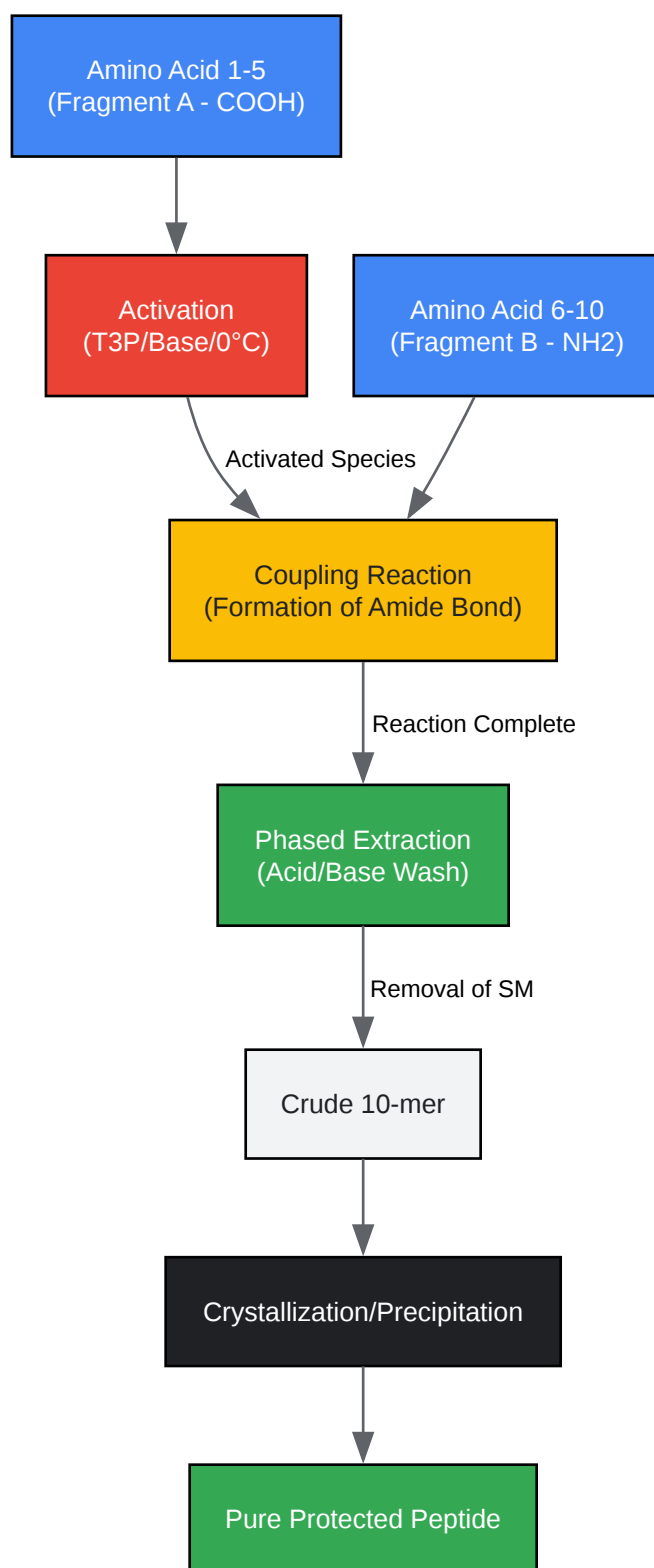 Amino Acid 1-5
(Fragment A - COOH)
Activation
(T3P/Base/0°C)
Amino Acid 6-10
(Fragment B - NH2)
Activated Species
Coupling Reaction
(Formation of Amide Bond)
Reaction Complete
Phased Extraction
(Acid/Base Wash)
Removal of SM
Crude 10-mer
Crystallization/Precipitation
Pure Protected Peptide